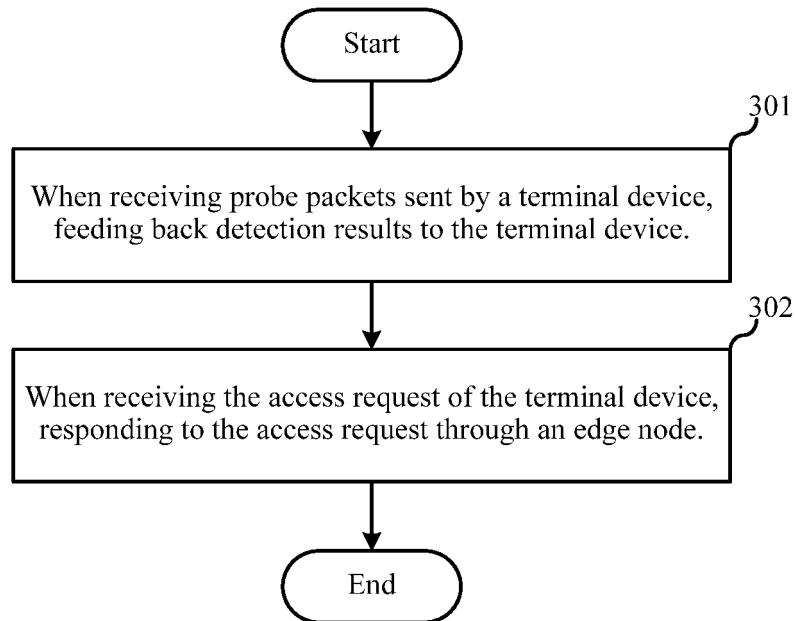 Start
301
When receiving probe packets sent by a terminal device,
feeding back detection results to the terminal device.
302
When receiving the access request of the terminal device,
responding to the access request through an edge node.
End